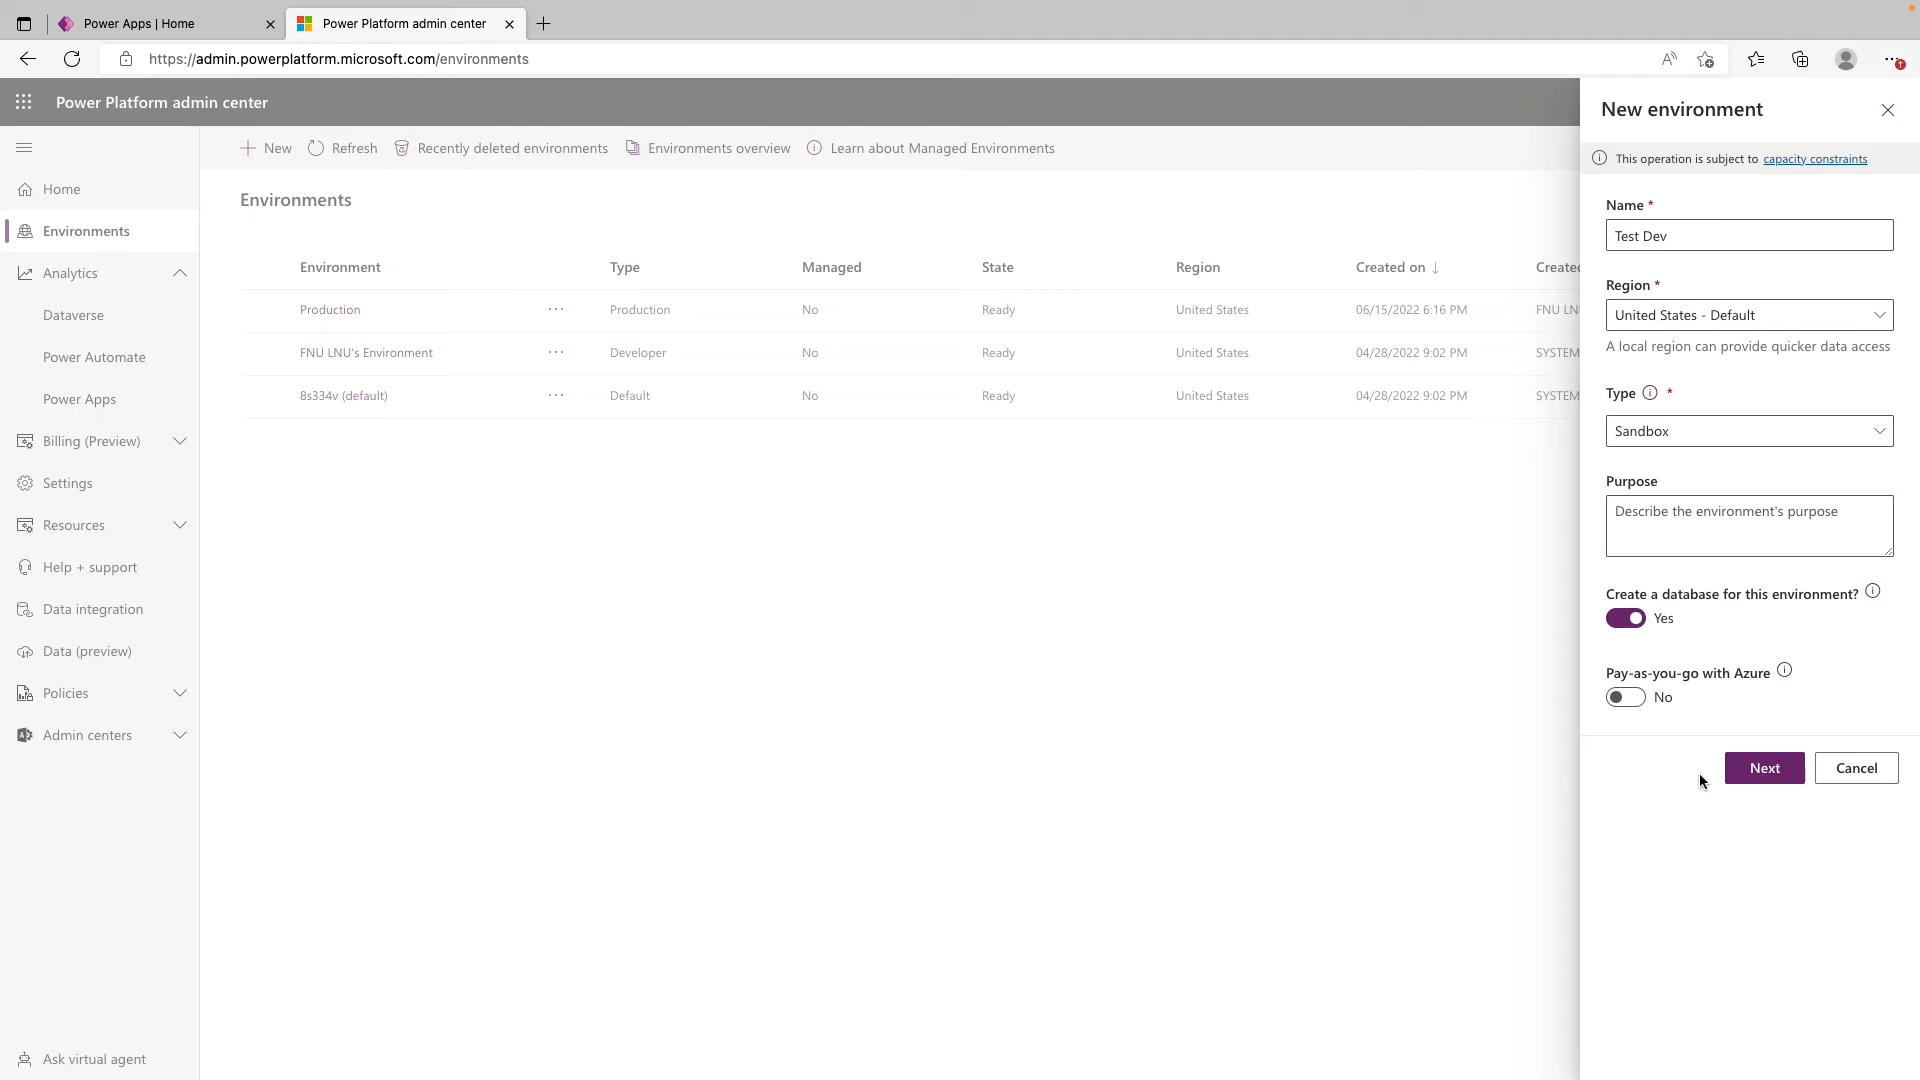 Power Apps | Home
Power Platform admin center
https://admin.powerplatform.microsoft.com/environments
Power Platform admin center
New environment
This operation is subject to capacity constraints
New
Refresh
Recently deleted environments
Environments overview
Learn about Managed Environments
Home
Environments
Analytics
Dataverse
Power Automate
Power Apps
Billing (Preview)
Settings
Resources
Help + support
Data integration
Data (preview)
Policies
Admin centers
Ask virtual agent
Environments
Environment Type Managed State Region Created on ↓ Create
Production ··· Production No Ready United States 06/15/2022 6:16 PM FNU LN
FNU LNU's Environment ··· Developer No Ready United States 04/28/2022 9:02 PM SYSTEM
8s334v (default) ··· Default No Ready United States 04/28/2022 9:02 PM SYSTEM
Name *
Test Dev
Region *
United States - Default
A local region can provide quicker data access
Type *
Sandbox
Purpose
Describe the environment's purpose
Create a database for this environment?
Yes
Pay-as-you-go with Azure
No
Next
Cancel